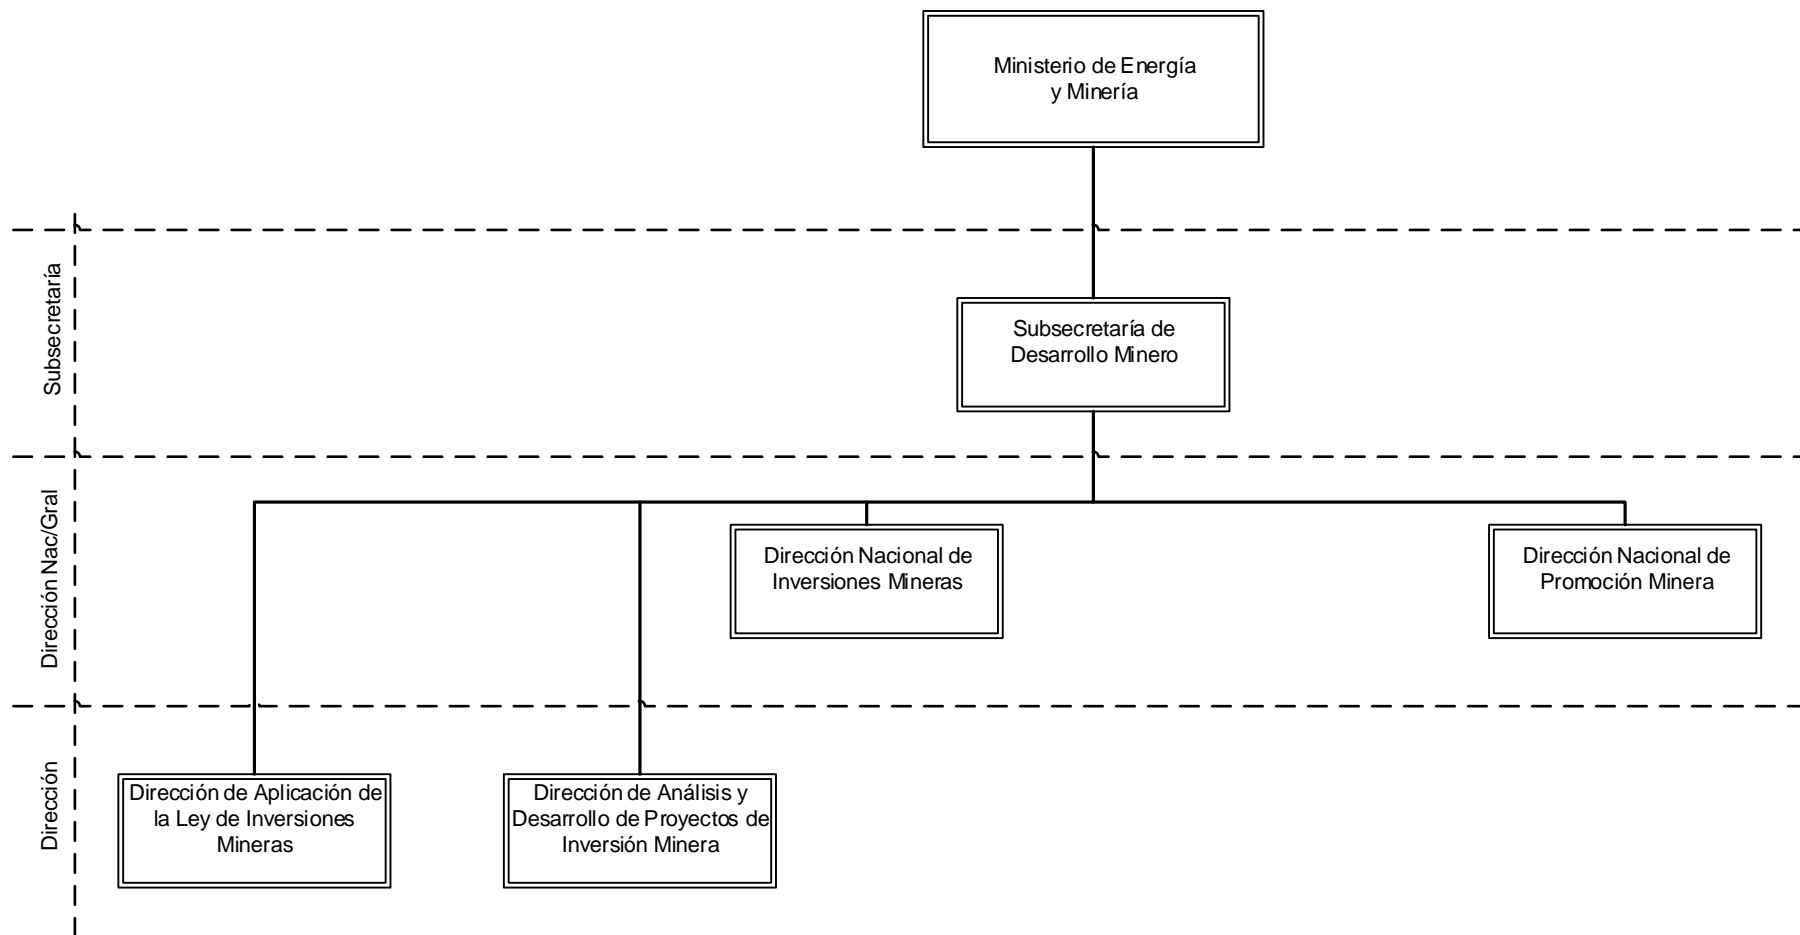 Ministerio de Energía
y Minería
Subsecretaría
Subsecretaría de
Desarrollo Minero
Dirección Nac/Gral
Dirección Nacional de
Inversiones Mineras
Dirección Nacional de
Promoción Minera
Dirección
Dirección de Aplicación de
la Ley de Inversiones
Mineras
Dirección de Análisis y
Desarrollo de Proyectos de
Inversión Minera